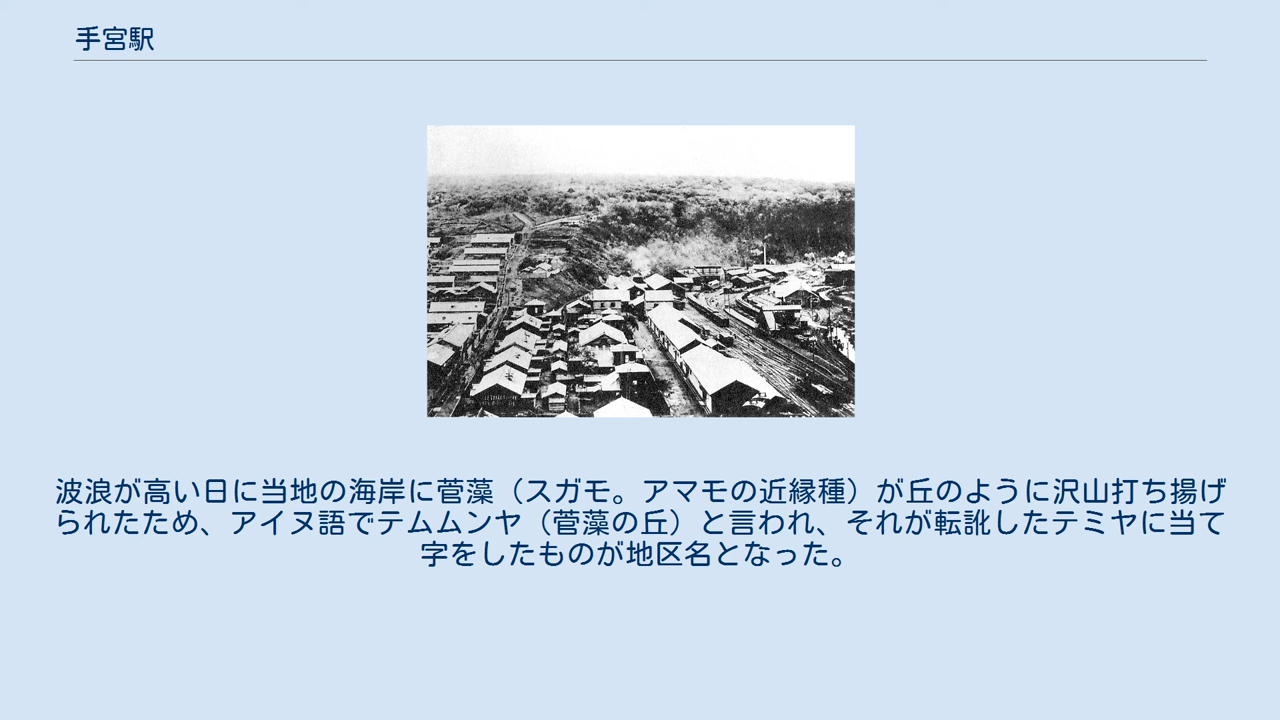 手宮駅
波浪が高い日に当地の海岸に菅藻（スガモ。アマモの近縁種）が丘のように沢山打ち揚げ
られたため、アイヌ語でテムムンヤ（菅藻の丘）と言われ、それが転訛したテミヤに当て
字をしたものが地区名となった。